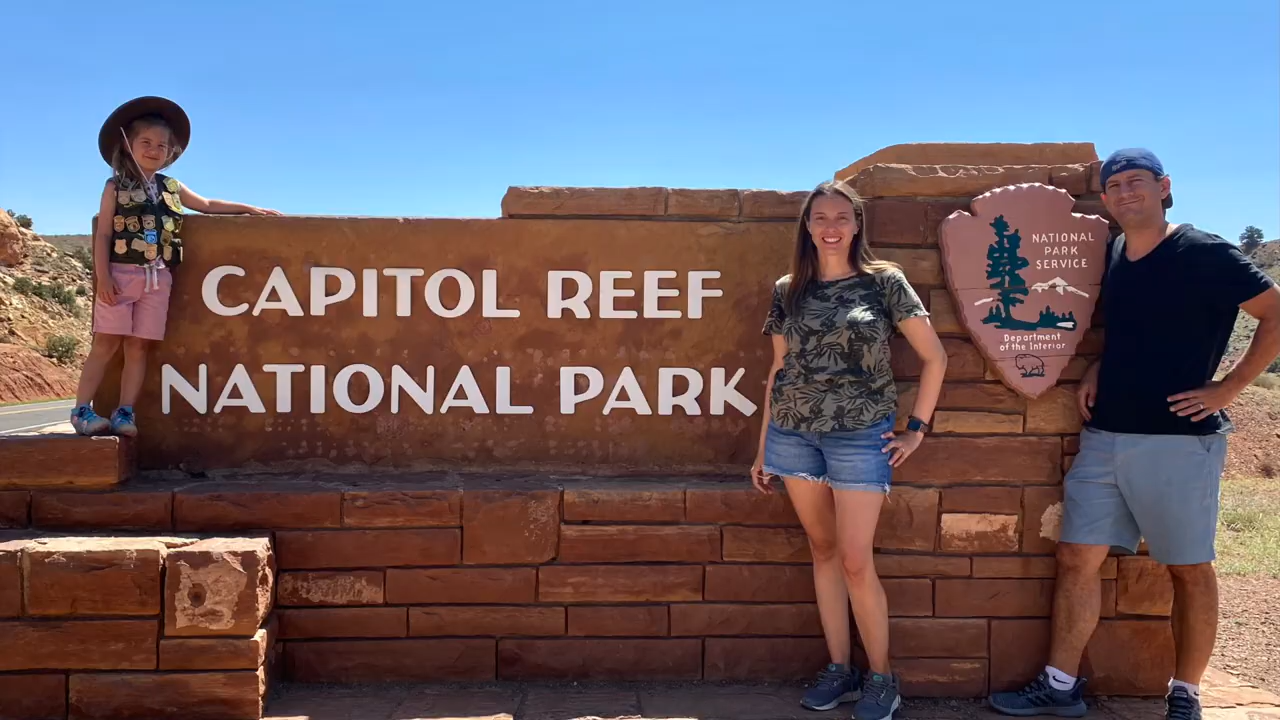 CAPITOL REEF
NATIONAL PARK
NATIONAL
PARK
SERVICE
Department
of the Interior